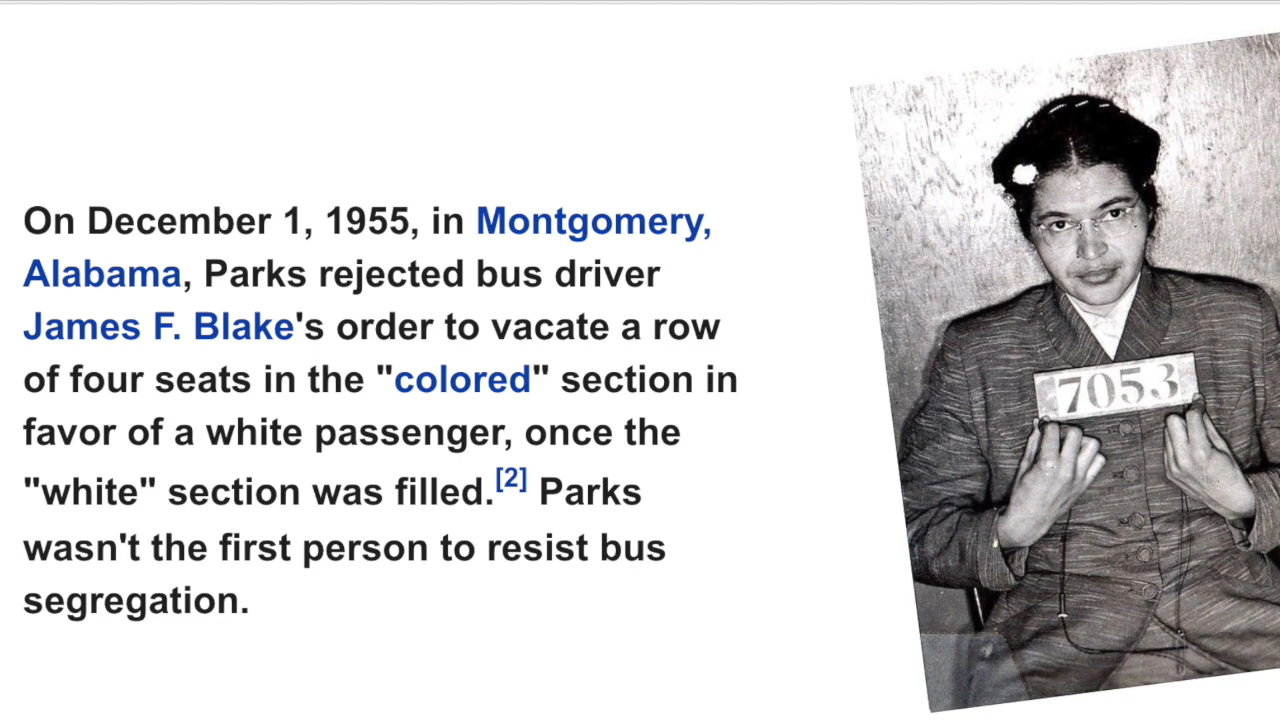 On December 1, 1955, in Montgomery,
Alabama, Parks rejected bus driver
James F. Blake's order to vacate a row
of four seats in the "colored" section in
favor of a white passenger, once the
"white" section was filled.[2] Parks
wasn't the first person to resist bus
segregation.
7053